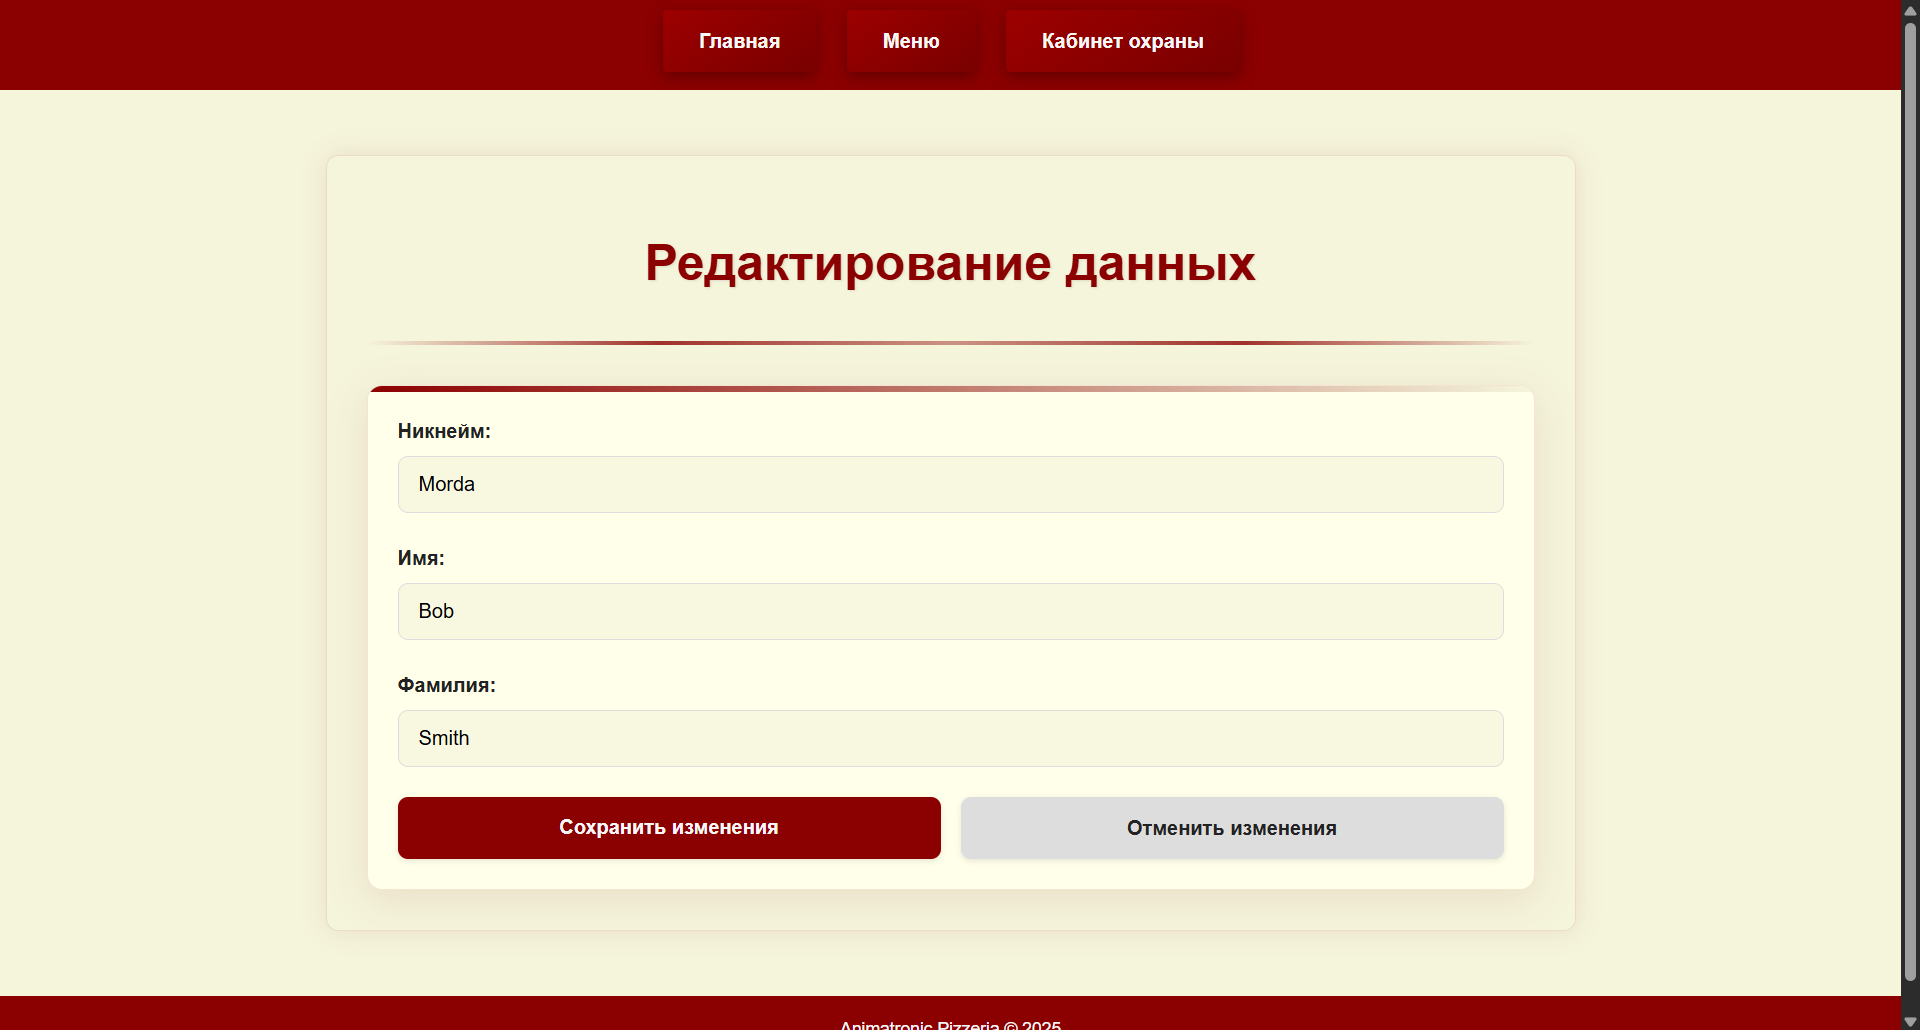 Главная Меню Кабинет охраны
Редактирование данных
Никнейм:
Morda
Имя:
Bob
Фамилия:
Smith
Сохранить изменения Отменить изменения
Animatronic Pizzeria © 2025